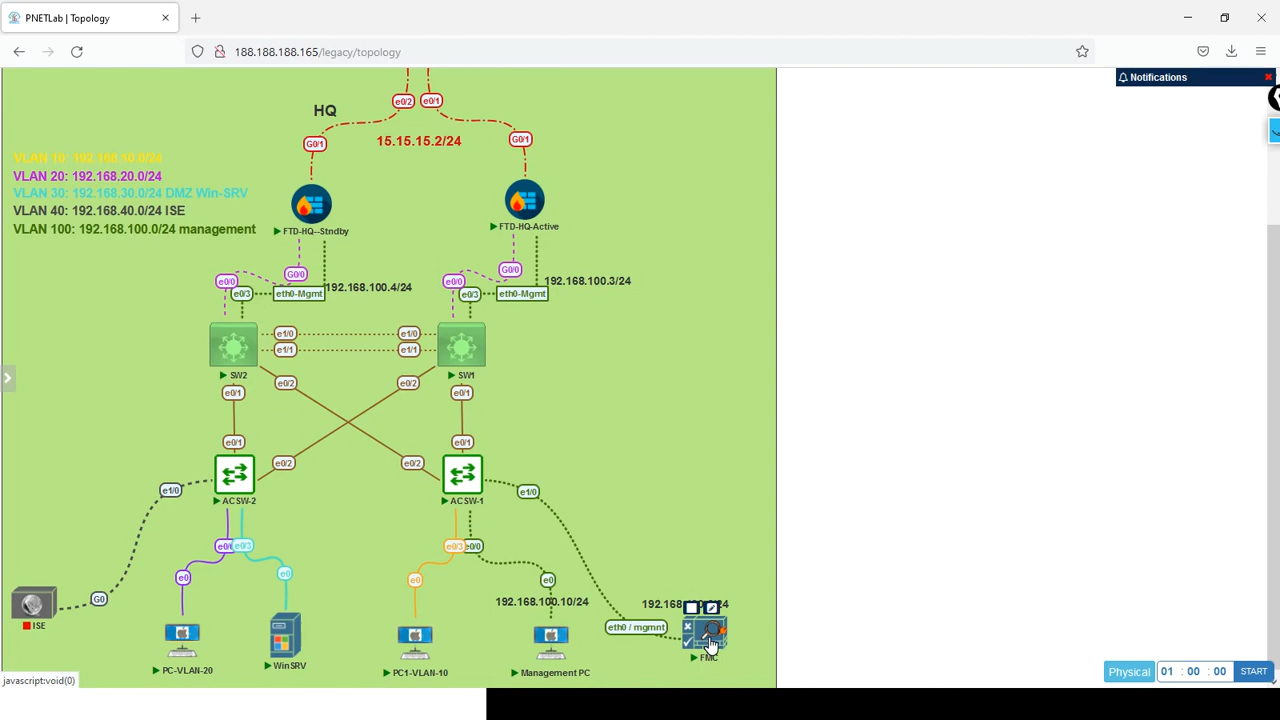 PNETLab | Topology
188.188.188.165/legacy/topology
Notifications
e0/2
e0/1
HQ
G0/1
15.15.15.2/24
G0/1
VLAN 10: 192.168.10.0/24
VLAN 20: 192.168.20.0/24
VLAN 30: 192.168.30.0/24 DMZ Win-SRV
VLAN 40: 192.168.40.0/24 ISE
VLAN 100: 192.168.100.0/24 management
FTD-HQ--Stndby
FTD-HQ-Active
G0/0
G0/0
e0/0
e0/3
eth0-Mgmt
192.168.100.4/24
e0/0
e0/3
eth0-Mgmt
192.168.100.3/24
e1/0
e1/0
e1/1
e1/1
SW2
SW1
e0/1
e0/2
e0/2
e0/1
e0/1
e0/2
e0/2
e0/1
ACSW-2
ACSW-1
e1/0
e1/0
e0/3
e0/3
e0/0
e0
e0
e0
e0
G0
192.168.100.10/24
eth0 / mgmnt
ISE
PC-VLAN-20
WinSRV
PC1-VLAN-10
Management PC
FMC
javascript:void(0)
Physical
01 : 00 : 00
START